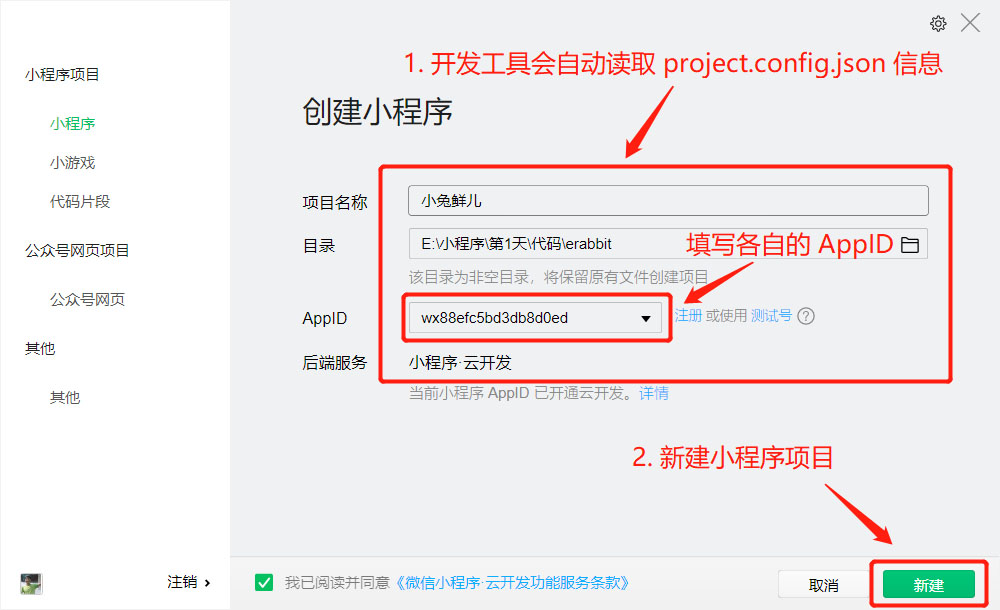 小程序项目
小程序
小游戏
代码片段
公众号网页项目
公众号网页
其他
其他
注销
1. 开发工具会自动读取 project.config.json 信息
创建小程序
项目名称
小兔鲜儿
目录
E:\小程序\第1天\代码\erabbit
填写各自的 AppID
该目录为非空目录，将保留原有文件创建项目
AppID
wx88efc5bd3db8d0ed
注册 或使用 测试号 ?
后端服务
小程序·云开发
当前小程序 AppID 已开通云开发。详情
2. 新建小程序项目
我已阅读并同意《微信小程序·云开发功能服务条款》
取消
新建